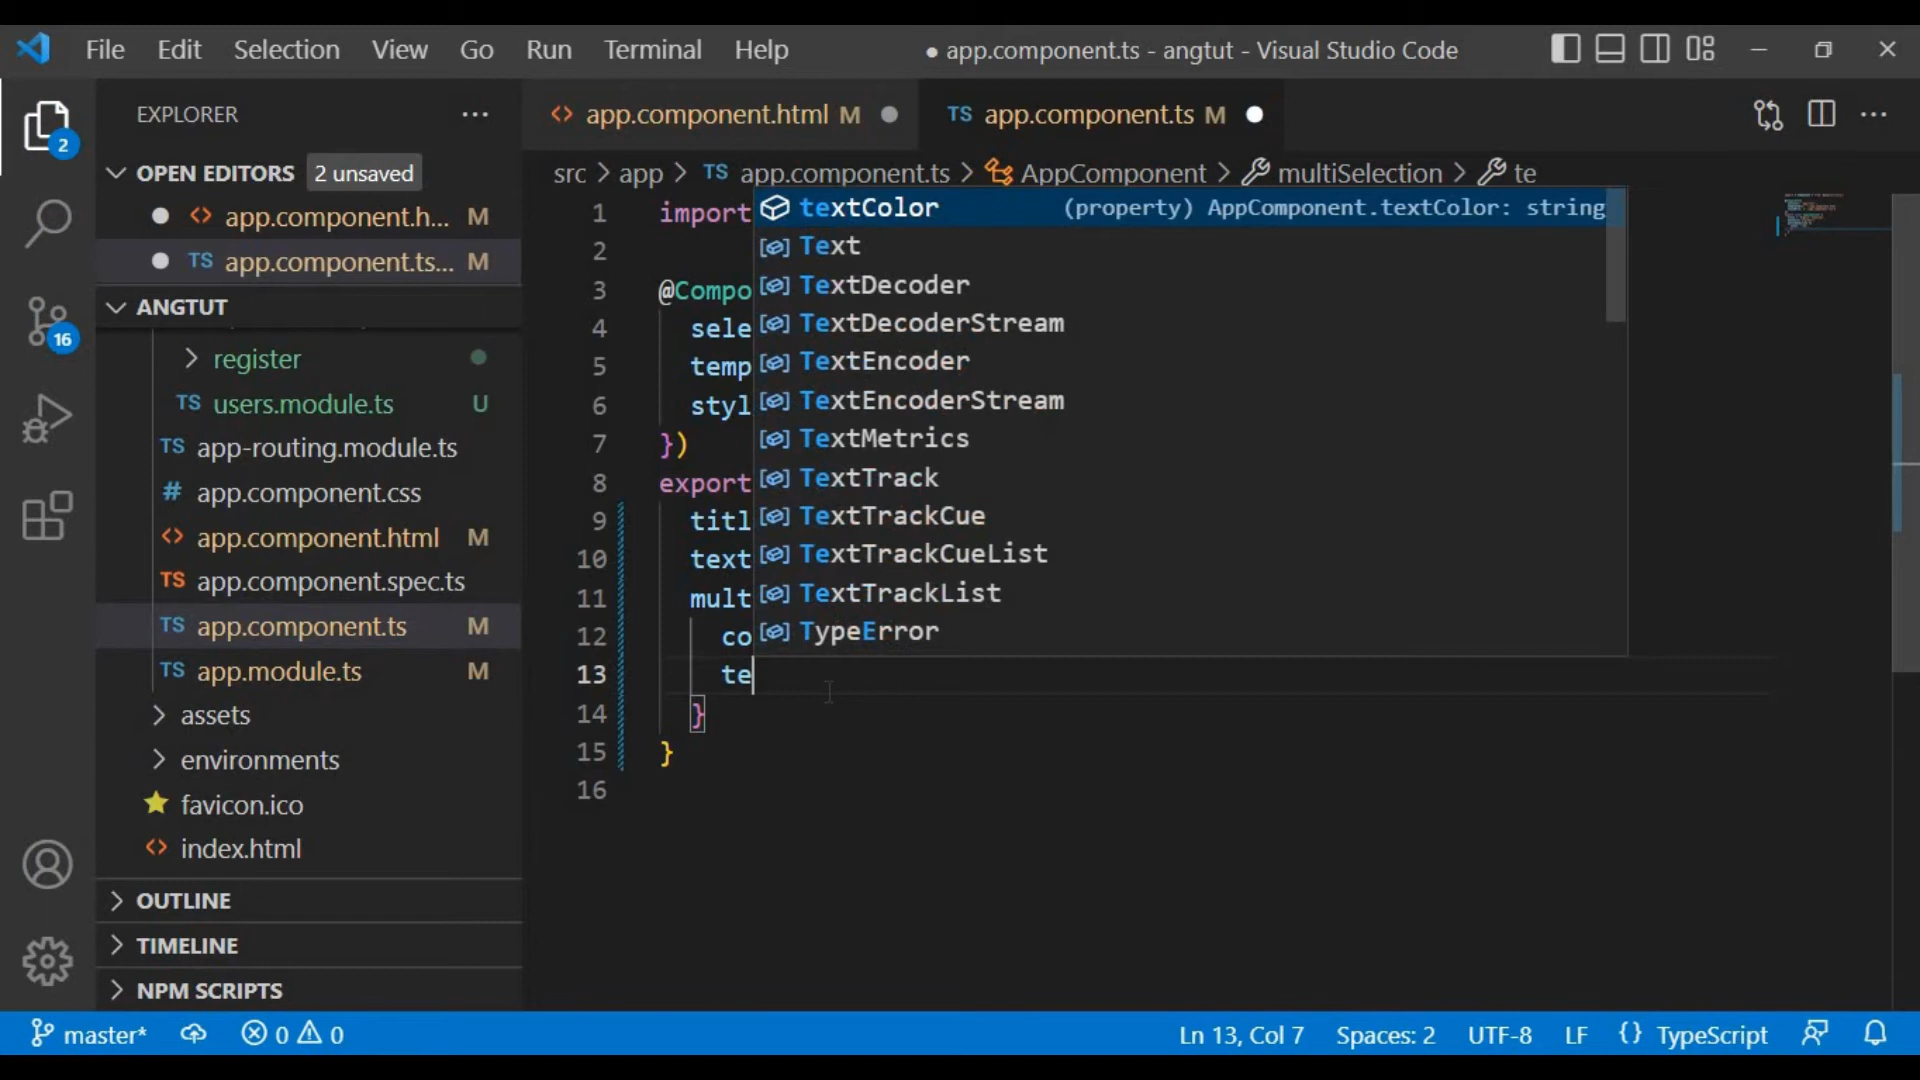 File Edit Selection View Go Run Terminal Help ● app.component.ts - angtut - Visual Studio Code
EXPLORER ···
<> app.component.html M ●
TS app.component.ts M ●
OPEN EDITORS 2 unsaved
src > app > TS app.component.ts > AppComponent > multiSelection > te
● <> app.component.h... M
● TS app.component.ts... M
2
16
ANGTUT
register
TS users.module.ts U
TS app-routing.module.ts
# app.component.css
<> app.component.html M
TS app.component.spec.ts
TS app.component.ts M
TS app.module.ts M
assets
environments
favicon.ico
<> index.html
OUTLINE
TIMELINE
NPM SCRIPTS
1 import
2
3 @Compo
4 sele
5 temp
6 styl
7 })
8 export
9 titl
10 text
11 mult
12 co
13 te
14 }
15 }
16
textColor (property) AppComponent.textColor: string
Text
TextDecoder
TextDecoderStream
TextEncoder
TextEncoderStream
TextMetrics
TextTrack
TextTrackCue
TextTrackCueList
TextTrackList
TypeError
master* 0 0 Ln 13, Col 7 Spaces: 2 UTF-8 LF {} TypeScript